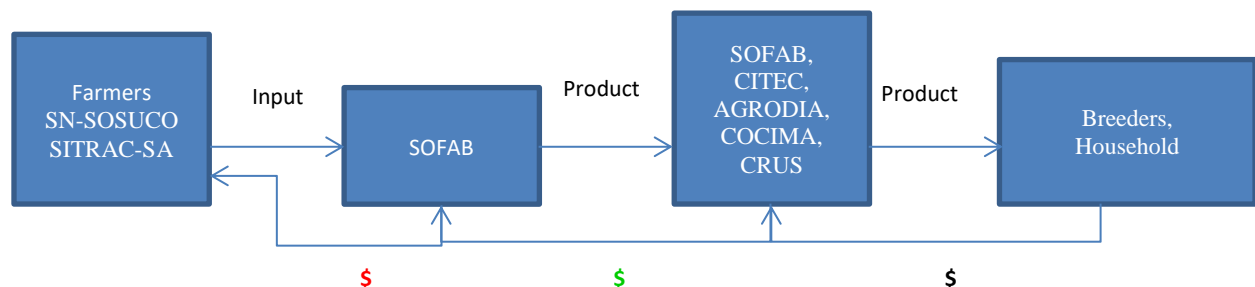 Farmers
SN-SOSUCO
SITRAC-SA
Input
SOFAB
Product
SOFAB,
CITEC,
AGRODIA,
COCIMA,
CRUS
Product
Breeders,
Household
$
$
$